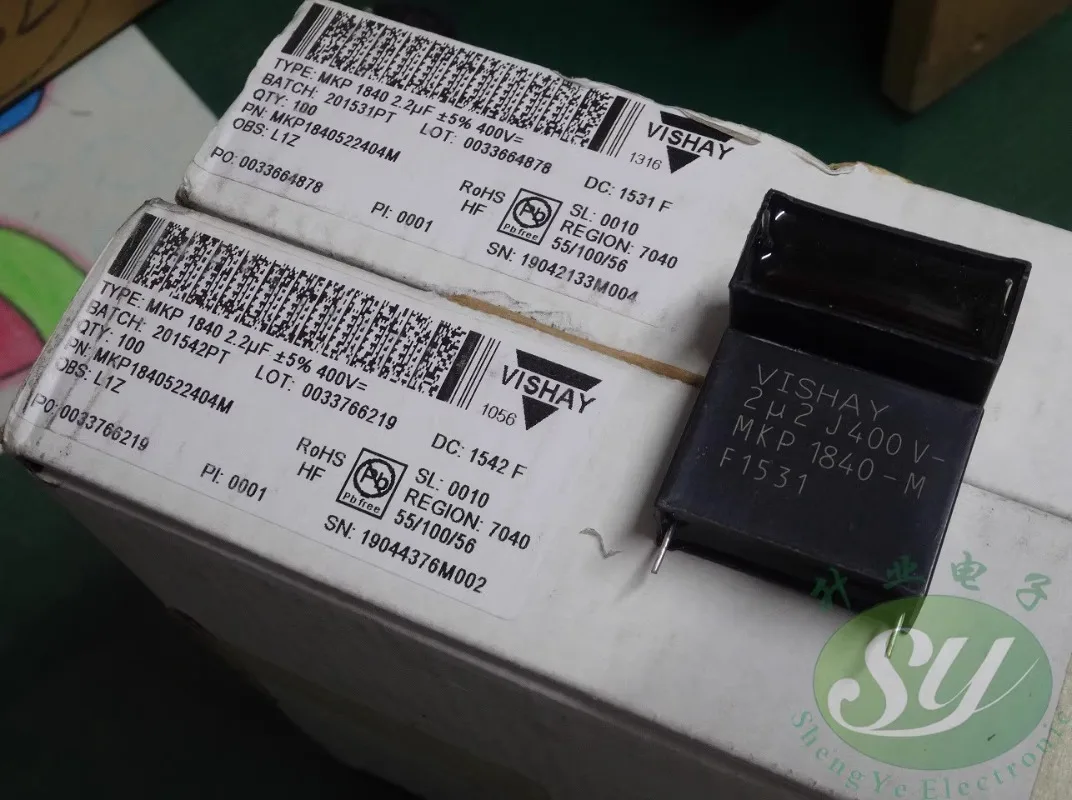 TYPE: MKP 1840 2.2µF ±5% 400V=
BATCH: 201531PT
LOT: 0033664878
QTY: 100
PN: MKP1840522404M
OBS: L1Z
PO: 0033664878
PI: 0001
1316
VISHAY
DC: 1531 F
RoHS
HF
Pb
Pb free
SL: 0010
REGION: 7040
55/100/56
SN: 19042133M004
TYPE: MKP 1840 2.2µF ±5% 400V=
BATCH: 201542PT
LOT: 0033766219
QTY: 100
PN: MKP1840522404M
OBS: L1Z
PO: 0033766219
PI: 0001
1056
VISHAY
DC: 1542 F
RoHS
HF
Pb
Pb free
SL: 0010
REGION: 7040
55/100/56
SN: 19044376M002
VISHAY
2µ2 J400V-
MKP 1840-M
F1531
升业电子
SY
ShengYe Electronic